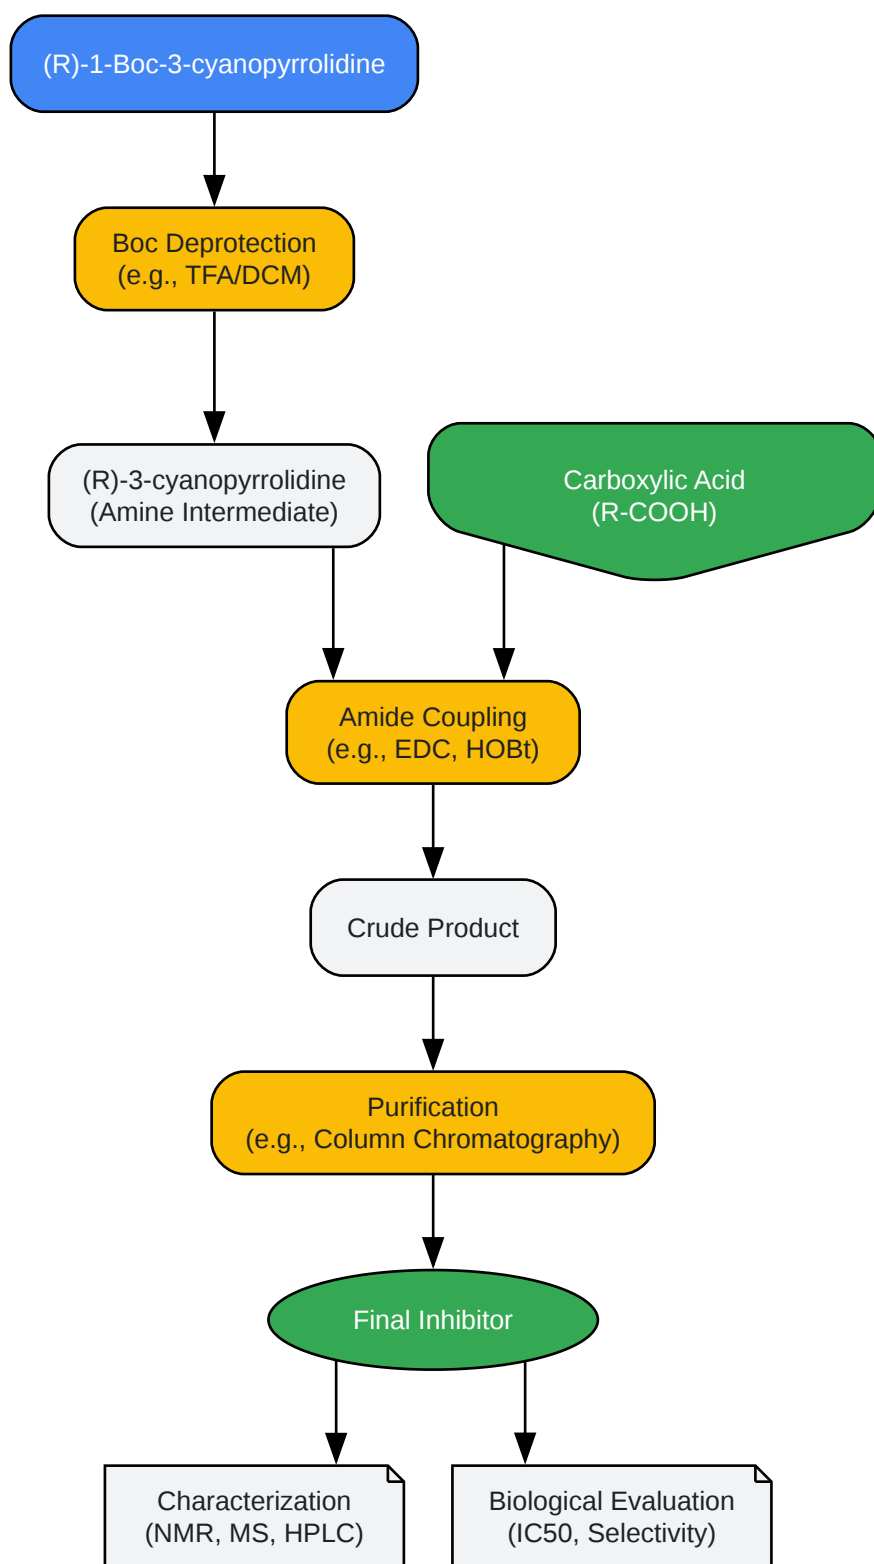 (R)-1-Boc-3-cyanopyrrolidine
Boc Deprotection
(e.g., TFA/DCM)
(R)-3-cyanopyrrolidine
(Amine Intermediate)
Carboxylic Acid
(R-COOH)
Amide Coupling
(e.g., EDC, HOBt)
Crude Product
Purification
(e.g., Column Chromatography)
Final Inhibitor
Characterization
(NMR, MS, HPLC)
Biological Evaluation
(IC50, Selectivity)